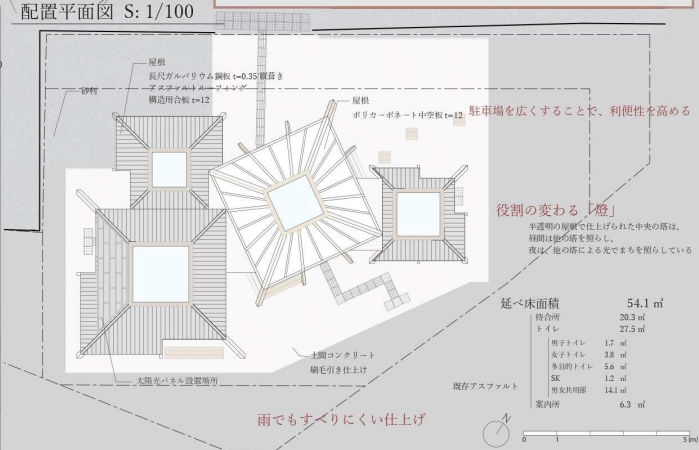 配置平面図 S: 1/100
屋根
長尺ガルバリウム鋼板 t=0.35 竪葺き
アスファルトルーフィング
構造用合板 t=12
砂利
屋根
ポリカーボネート中空板 t=12
駐車場を広くすることで、利便性を高める
役割の変わる「燈」
半透明の屋根で仕上げられた中央の塔は、
昼間は他の塔を照らし、
夜は、他の塔による光でまちを照らしている
延べ床面積 54.1 ㎡
待合所 20.3 ㎡
トイレ 27.5 ㎡
男子トイレ 1.7 ㎡
女子トイレ 3.8 ㎡
多目的トイレ 5.6 ㎡
SK 1.2 ㎡
男女共用部 14.1 ㎡
案内所 6.3 ㎡
土間コンクリート
刷毛引き仕上げ
太陽光パネル設置場所
既存アスファルト
雨でもすべりにくい仕上げ
N
0 1 5 (m)